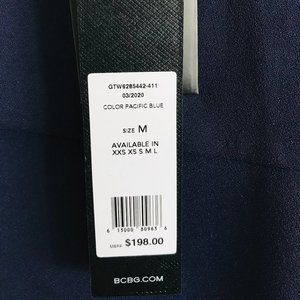 GTW6285442-411
03/2020
COLOR PACIFIC BLUE
SIZE M
AVAILABLE IN
XXS XS S M L
6 13000 80965 6
MSRP $198.00
BCBG.COM